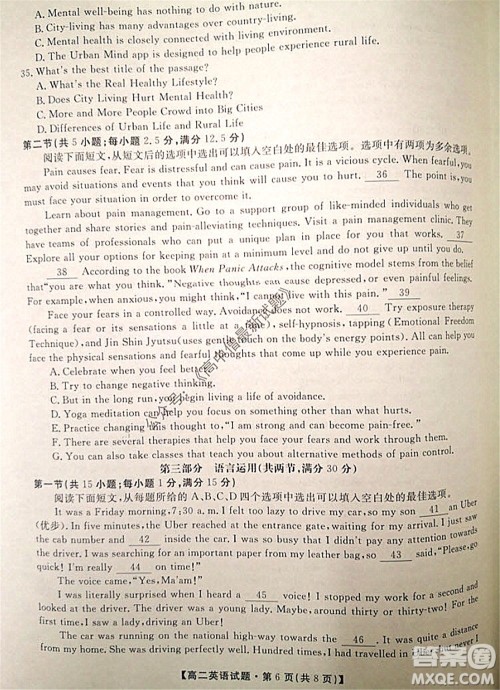 A. Mental well-being has nothing to do with nature.
B. City-living has many advantages over country-living.
C. Mental health is closely connected with living environment.
D. The Urban Mind app is designed to help people experience rural life.
35. What's the best title of the passage?
A. What's the Real Healthy Lifestyle?
B. Does City Living Hurt Mental Health?
C. More and More People Crowd into Big Cities
D. Differences of Urban Life and Rural Life
第二节(共5小题;每小题2.5分,满分12.5分)
阅读下面短文,从短文后的选项中选出可以填入空白处的最佳选项。选项中有两项为多余选项。
Pain causes fear. Fear is distressful and can cause pain. It is a vicious cycle. When fearful, you
may avoid situations and events that you think will cause you to hurt. 36 The point is, you
must face your situation in order to overcome it.
Learn about pain management. Go to a support group of like-minded individuals who get
together and share stories and pain-alleviating techniques. Visit a pain management clinic. They
have teams of professionals who can put a unique plan in place for you that works. 37
Explore all your options for keeping pain at a minimum level and do not give up until you do.
38 According to the book When Panic Attacks, the cognitive model stems from the belief
that "you are what you think." Negative thoughts can cause depressed, or even painful feelings.
For example, when anxious, you might think, "I cannot live with this pain." 39
Face your fears in a controlled way. Avoidance does not work. 40 Try exposure therapy
(facing a fear or its sensations a little at a time), self-hypnosis, tapping (Emotional Freedom
Technique), and Jin Shin Jyutsu(uses gentle touch on the body's energy points). All can help you
face the physical sensations and fearful thoughts that come up while you experience pain.
A. Celebrate when you feel better.
B. Try to change negative thinking.
C. But in the long run, you begin living a life of avoidance.
D. Yoga meditation can help you focus on something other than what hurts.
E. Practice changing this thought to, "I am strong and can become pain-free."
F. There are several therapies that help you face your fears and work through them.
G. You can also take classes that teach you to do things differently to become pain-free.
第三部分 语言运用(共两节,满分30分)
第一节(共15小题;每小题1分,满分15分)
阅读下面短文,从每题所给的A、B、C、D四个选项中选出可以填入空白处的最佳选项。
It was a Friday morning, 7:30 a.m. I felt too lazy to drive my car, so my son 41 an Uber
(优步). In five minutes, the Uber reached at the entrance gate, waiting for my arrival. I just saw
the cab number and 42 inside the car. I was so busy that I didn't pay any attention towards
the driver. I was searching for an important paper from my leather bag, so 43 said, "Please, go
quick! I'm really 44 on time!"
The voice came, "Yes, Ma'am!"
I was literally surprised when I heard a 45 voice! I stopped my work for a second and
looked at the driver. The driver was a young lady, maybe around thirty or thirty-two. For the
first time, I saw a lady driver, driving so perfectly well.
The car was running on the national high-way towards the 46. It was quite a distance
from my home. She was driving beyond Sixty. Hundred times, I had travelled in
【高二英语试题·第6页(共8页)】
公众号:《高中僧最新试题》
答案圈
MXQE.COM